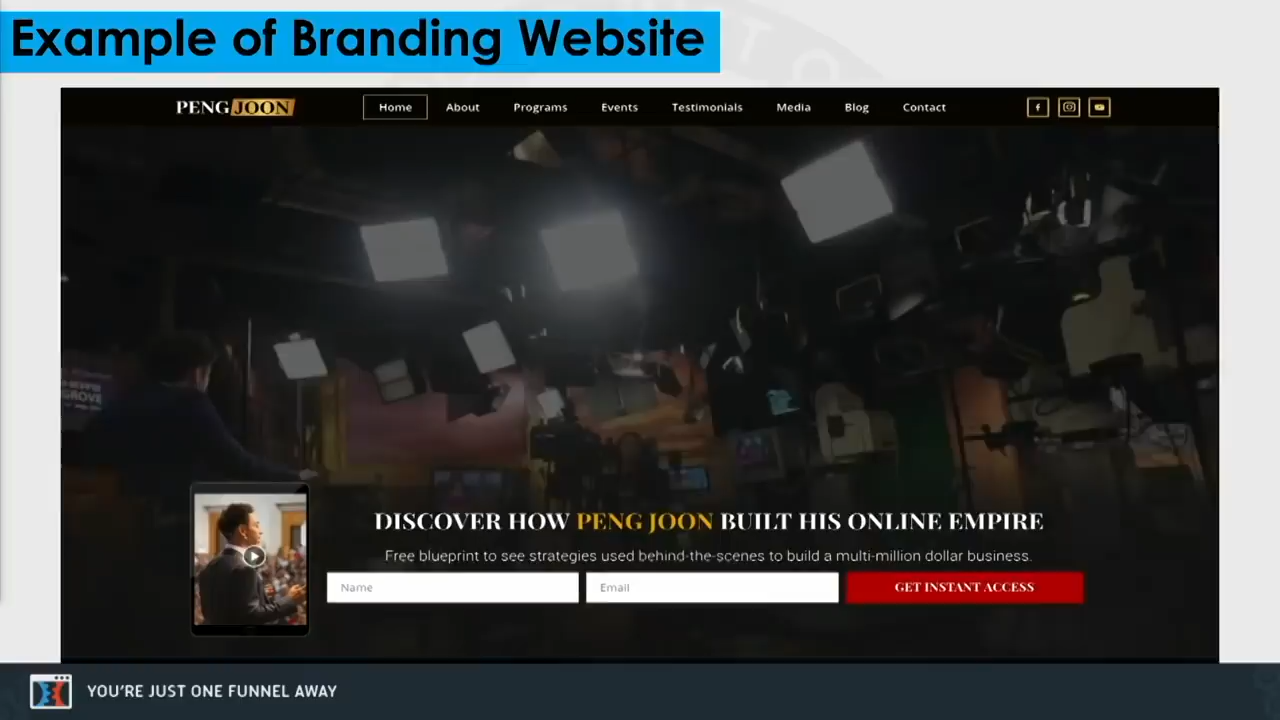 Example of Branding Website
PENG JOON
Home About Programs Events Testimonials Media Blog Contact
DISCOVER HOW PENG JOON BUILT HIS ONLINE EMPIRE
Free blueprint to see strategies used behind-the-scenes to build a multi-million dollar business.
Name Email GET INSTANT ACCESS
YOU'RE JUST ONE FUNNEL AWAY